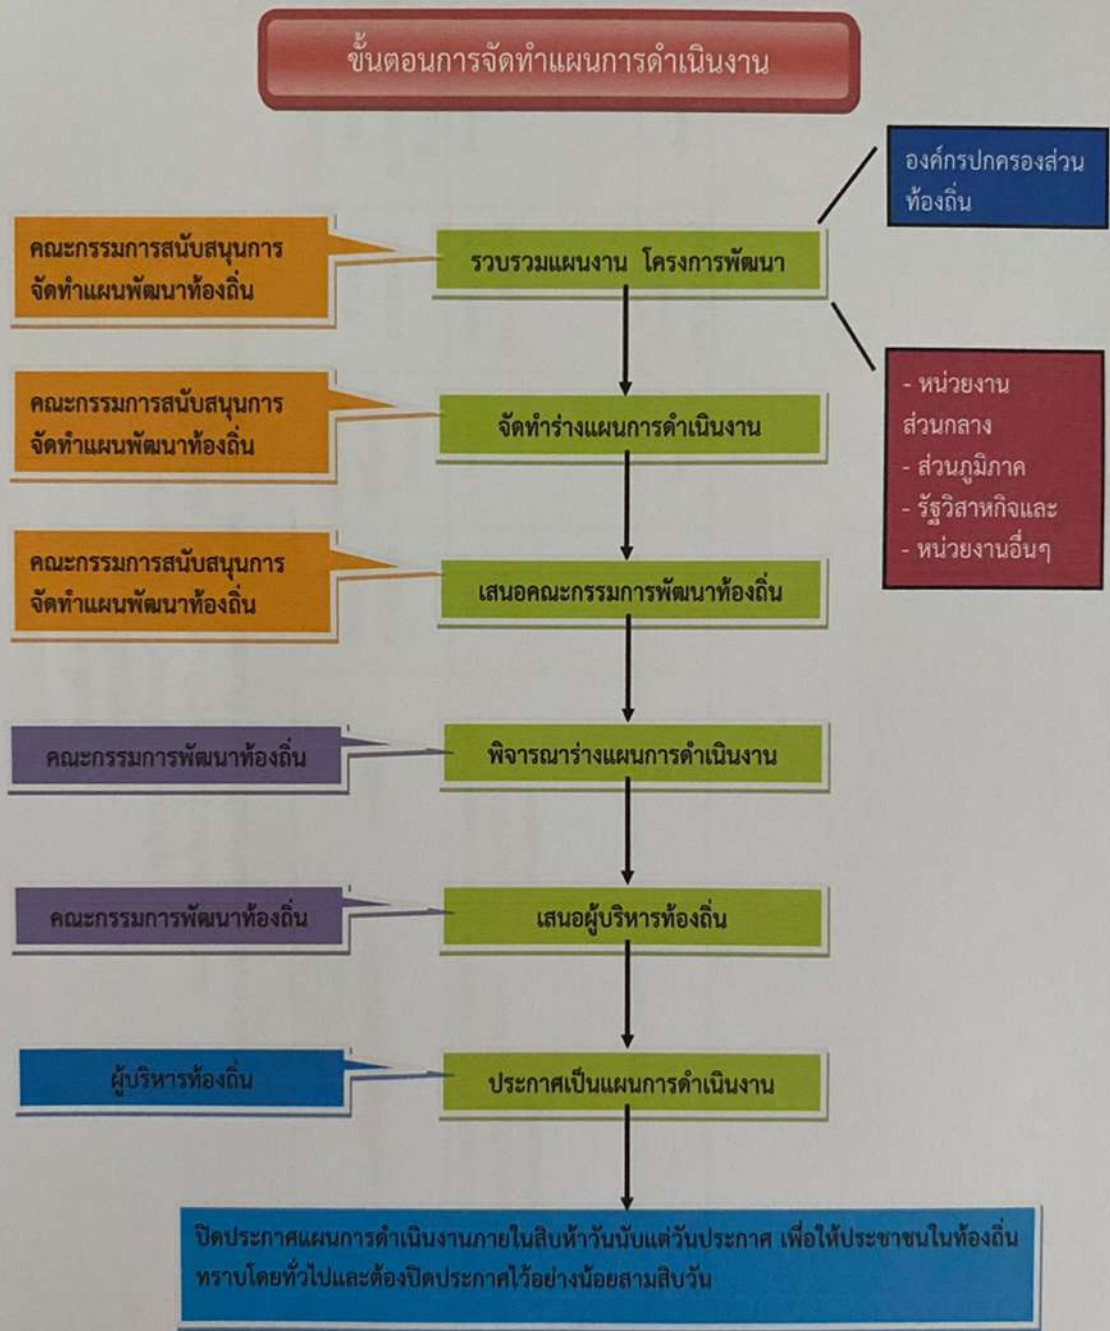 ขั้นตอนการจัดทำแผนการดำเนินงาน
องค์กรปกครองส่วน
ท้องถิ่น
คณะกรรมการสนับสนุนการ
จัดทำแผนพัฒนาท้องถิ่น
รวบรวมแผนงาน โครงการพัฒนา
- หน่วยงาน
ส่วนกลาง
- ส่วนภูมิภาค
- รัฐวิสาหกิจและ
- หน่วยงานอื่นๆ
คณะกรรมการสนับสนุนการ
จัดทำแผนพัฒนาท้องถิ่น
จัดทำร่างแผนการดำเนินงาน
คณะกรรมการสนับสนุนการ
จัดทำแผนพัฒนาท้องถิ่น
เสนอคณะกรรมการพัฒนาท้องถิ่น
คณะกรรมการพัฒนาท้องถิ่น
พิจารณาร่างแผนการดำเนินงาน
คณะกรรมการพัฒนาท้องถิ่น
เสนอผู้บริหารท้องถิ่น
ผู้บริหารท้องถิ่น
ประกาศเป็นแผนการดำเนินงาน
ปิดประกาศแผนการดำเนินงานภายในสิบห้าวันนับแต่วันประกาศ เพื่อให้ประชาชนในท้องถิ่น
ทราบโดยทั่วไปและต้องปิดประกาศไว้อย่างน้อยสามสิบวัน